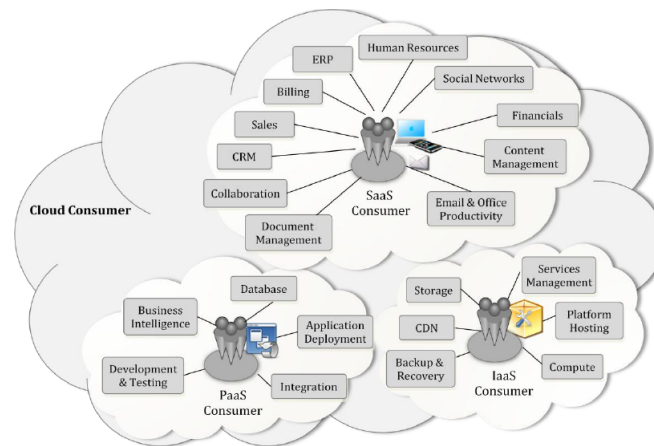 Human Resources
ERP
Social Networks
Billing
Financials
Sales
Content
Management
CRM
SaaS
Consumer
Collaboration
Email & Office
Productivity
Cloud Consumer
Document
Management
Services
Management
Database
Storage
Business
Intelligence
Platform
Hosting
Application
Deployment
CDN
Development
& Testing
Backup &
Recovery
Compute
Integration
IaaS
Consumer
PaaS
Consumer